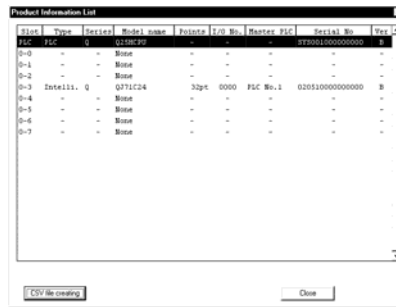 Product Information List
Slot Type Series Model name Points I/O No. Master PLC Serial No Ver
PLC PLC Q Q25HCPU - - - SYS001000000000 B
0-0 - - None - - - - -
0-1 - - None - - - - -
0-2 - - None - - - - -
0-3 Intelli. Q QJ71C24 32pt 0000 PLC No.1 020510000000000 B
0-4 - - None - - - - -
0-5 - - None - - - - -
0-6 - - None - - - - -
0-7 - - None - - - - -
CSV file creating Close